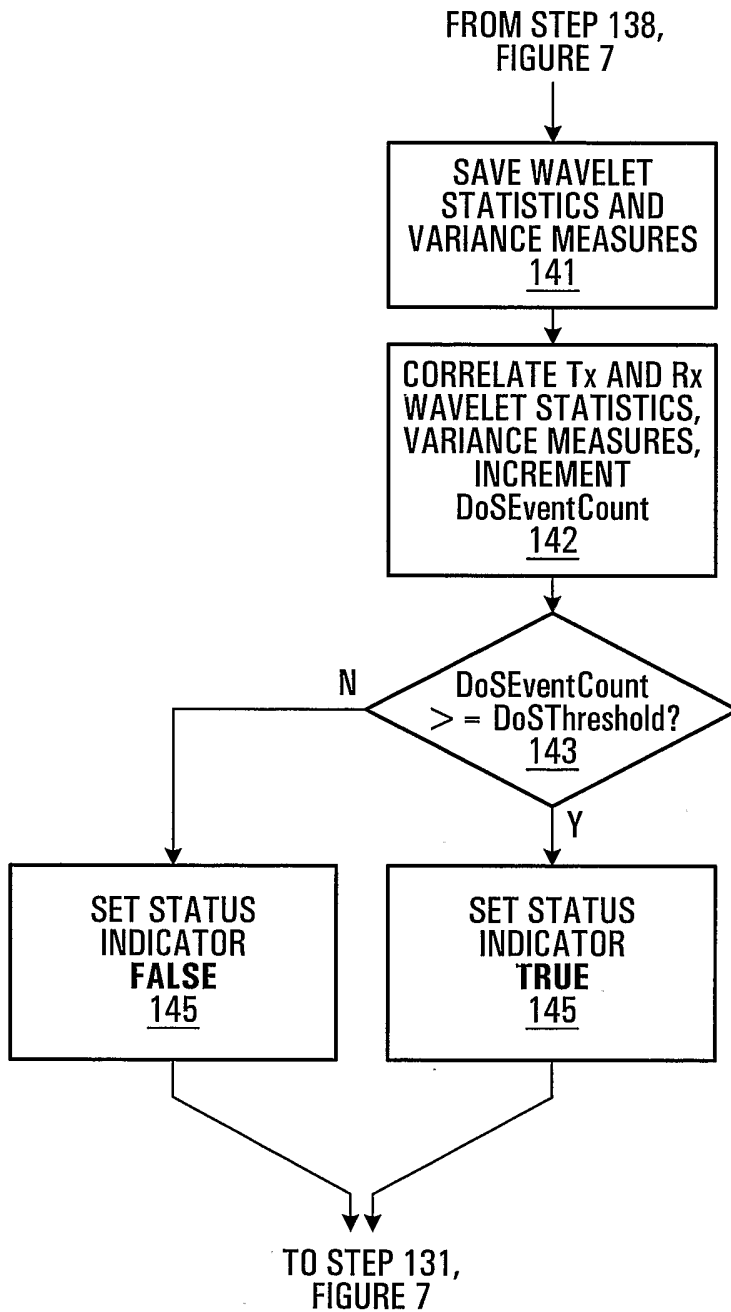 FROM STEP 138,
FIGURE 7
SAVE WAVELET
STATISTICS AND
VARIANCE MEASURES
141
CORRELATE Tx AND Rx
WAVELET STATISTICS,
VARIANCE MEASURES,
INCREMENT
DoSEventCount
142
N
DoSEventCount
> = DoSThreshold?
143
Y
SET STATUS
INDICATOR
FALSE
145
SET STATUS
INDICATOR
TRUE
145
TO STEP 131,
FIGURE 7